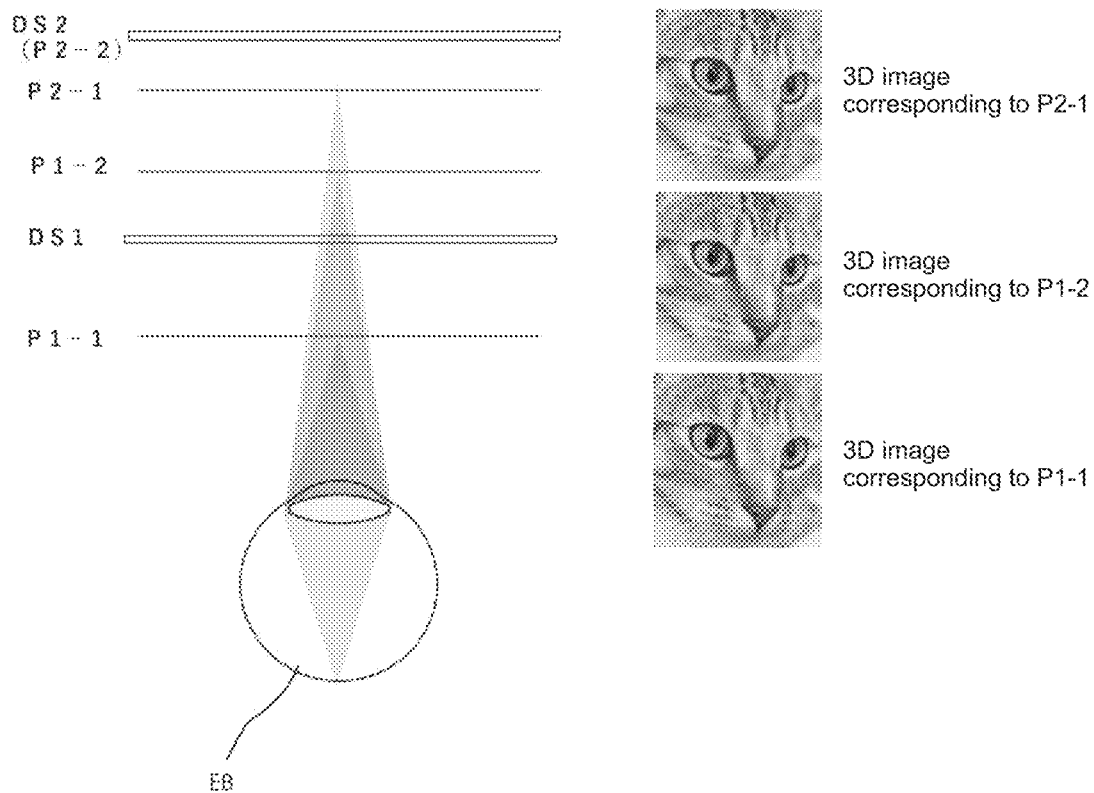 DS2
(P2-2)
P2-1
P1-2
DS1
P1-1
EB
3D image
corresponding to P2-1
3D image
corresponding to P1-2
3D image
corresponding to P1-1